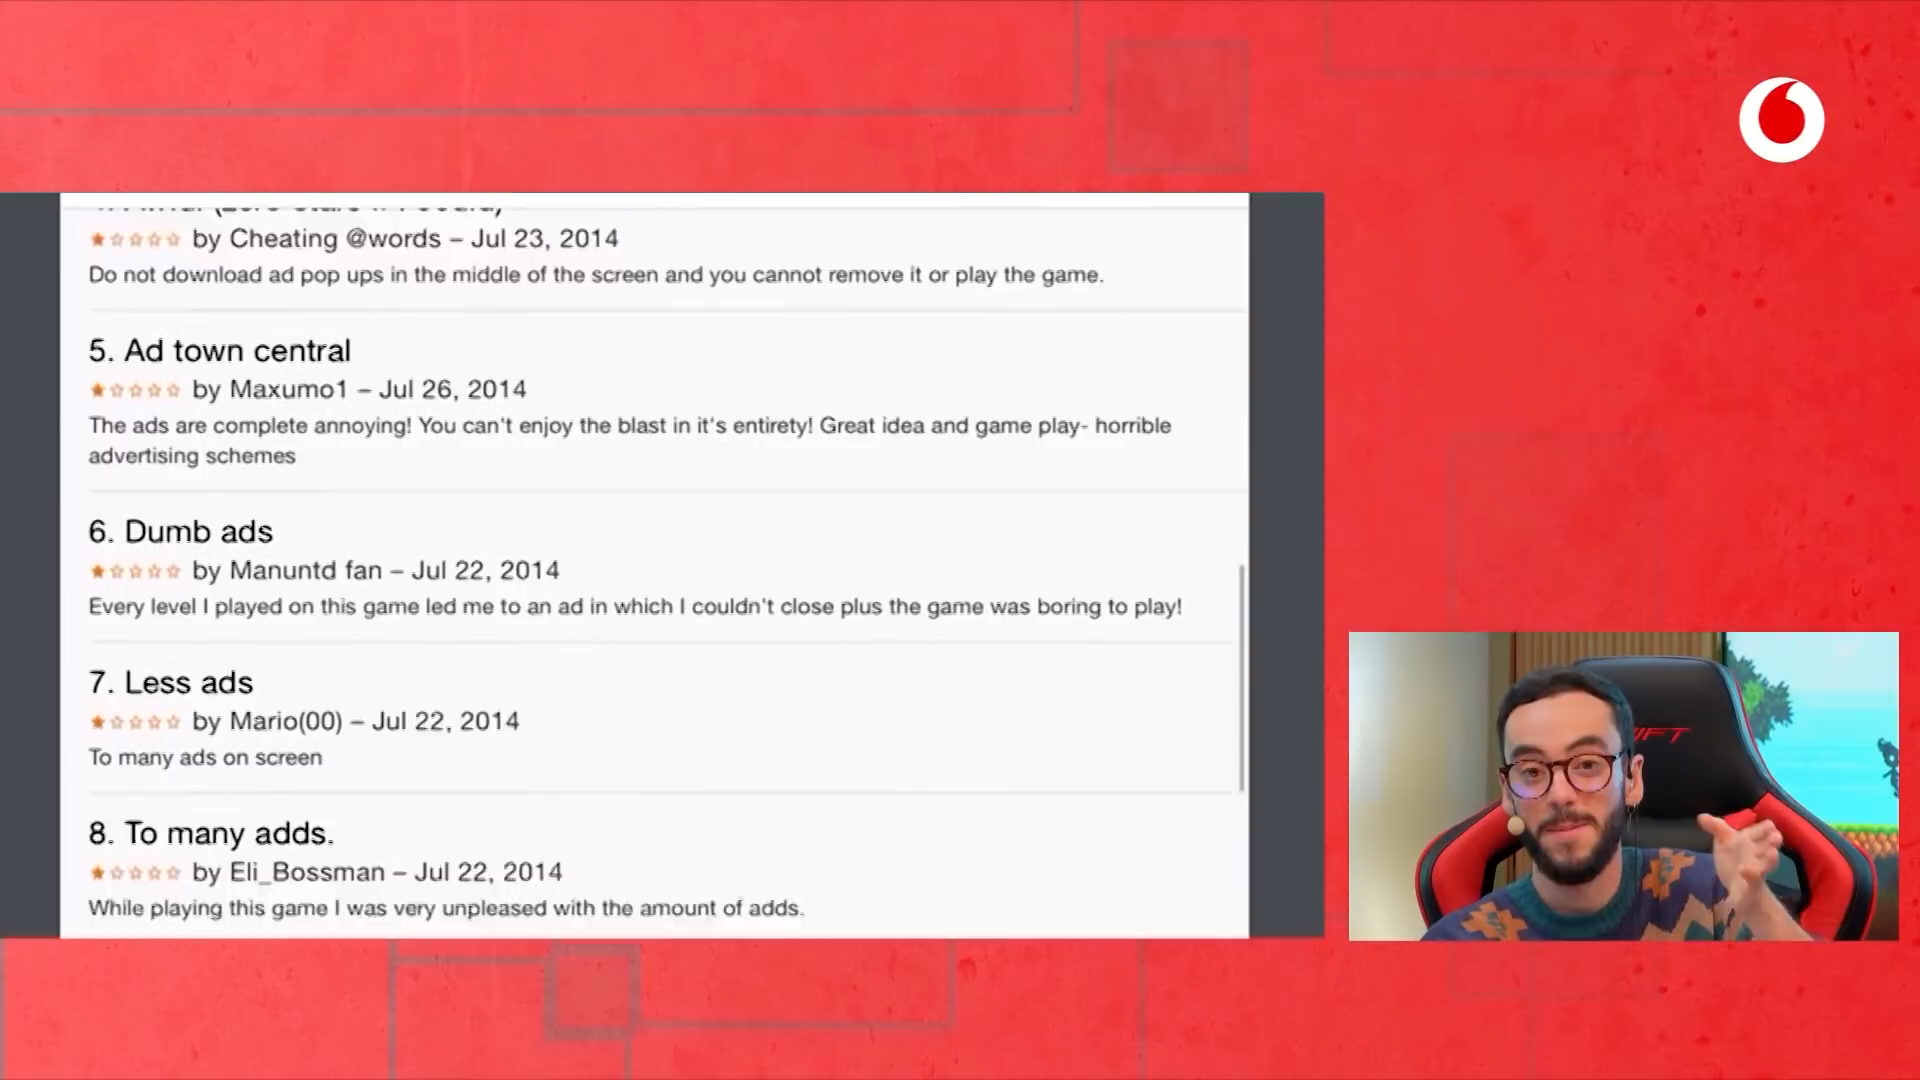 by Cheating @words – Jul 23, 2014
Do not download ad pop ups in the middle of the screen and you cannot remove it or play the game.
5. Ad town central
by Maxumo1 – Jul 26, 2014
The ads are complete annoying! You can't enjoy the blast in it's entirety! Great idea and game play- horrible
advertising schemes
6. Dumb ads
by Manuntd fan – Jul 22, 2014
Every level I played on this game led me to an ad in which I couldn't close plus the game was boring to play!
7. Less ads
by Mario(00) – Jul 22, 2014
To many ads on screen
8. To many adds.
by Eli_Bossman – Jul 22, 2014
While playing this game I was very unpleased with the amount of adds.